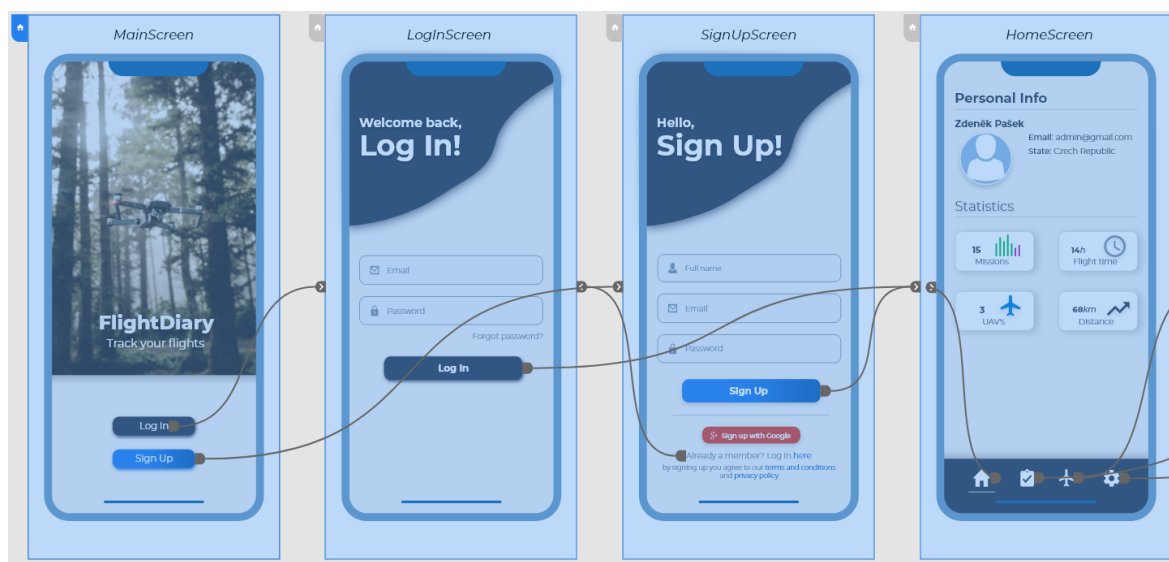 MainScreen
FlightDiary
Track your flights
Log In
Sign Up
LogInScreen
Welcome back,
Log In!
Email
Password
Forgot password?
Log In
SignUpScreen
Hello,
Sign Up!
Full name
Email
Password
Sign Up
Sign up with Google
Already a member? Log in here
by signing up you agree to our terms and conditions
and privacy policy
HomeScreen
Personal Info
Zdeněk Pašek
Email: admin@gmail.com
State: Czech Republic
Statistics
15
Missions
14h
Flight time
3
UAV's
68km
Distance